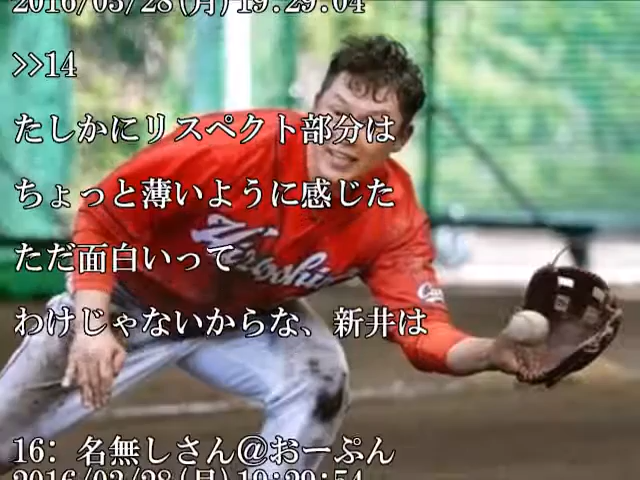 2016/03/28(月)19:29:04
>>14
たしかにリスペクト部分は
ちょっと薄いように感じた
ただ面白いって
Hiroshima
わけじゃないからな、新井は
16: 名無しさん@おーぷん
2016/03/28(月)19:29:54